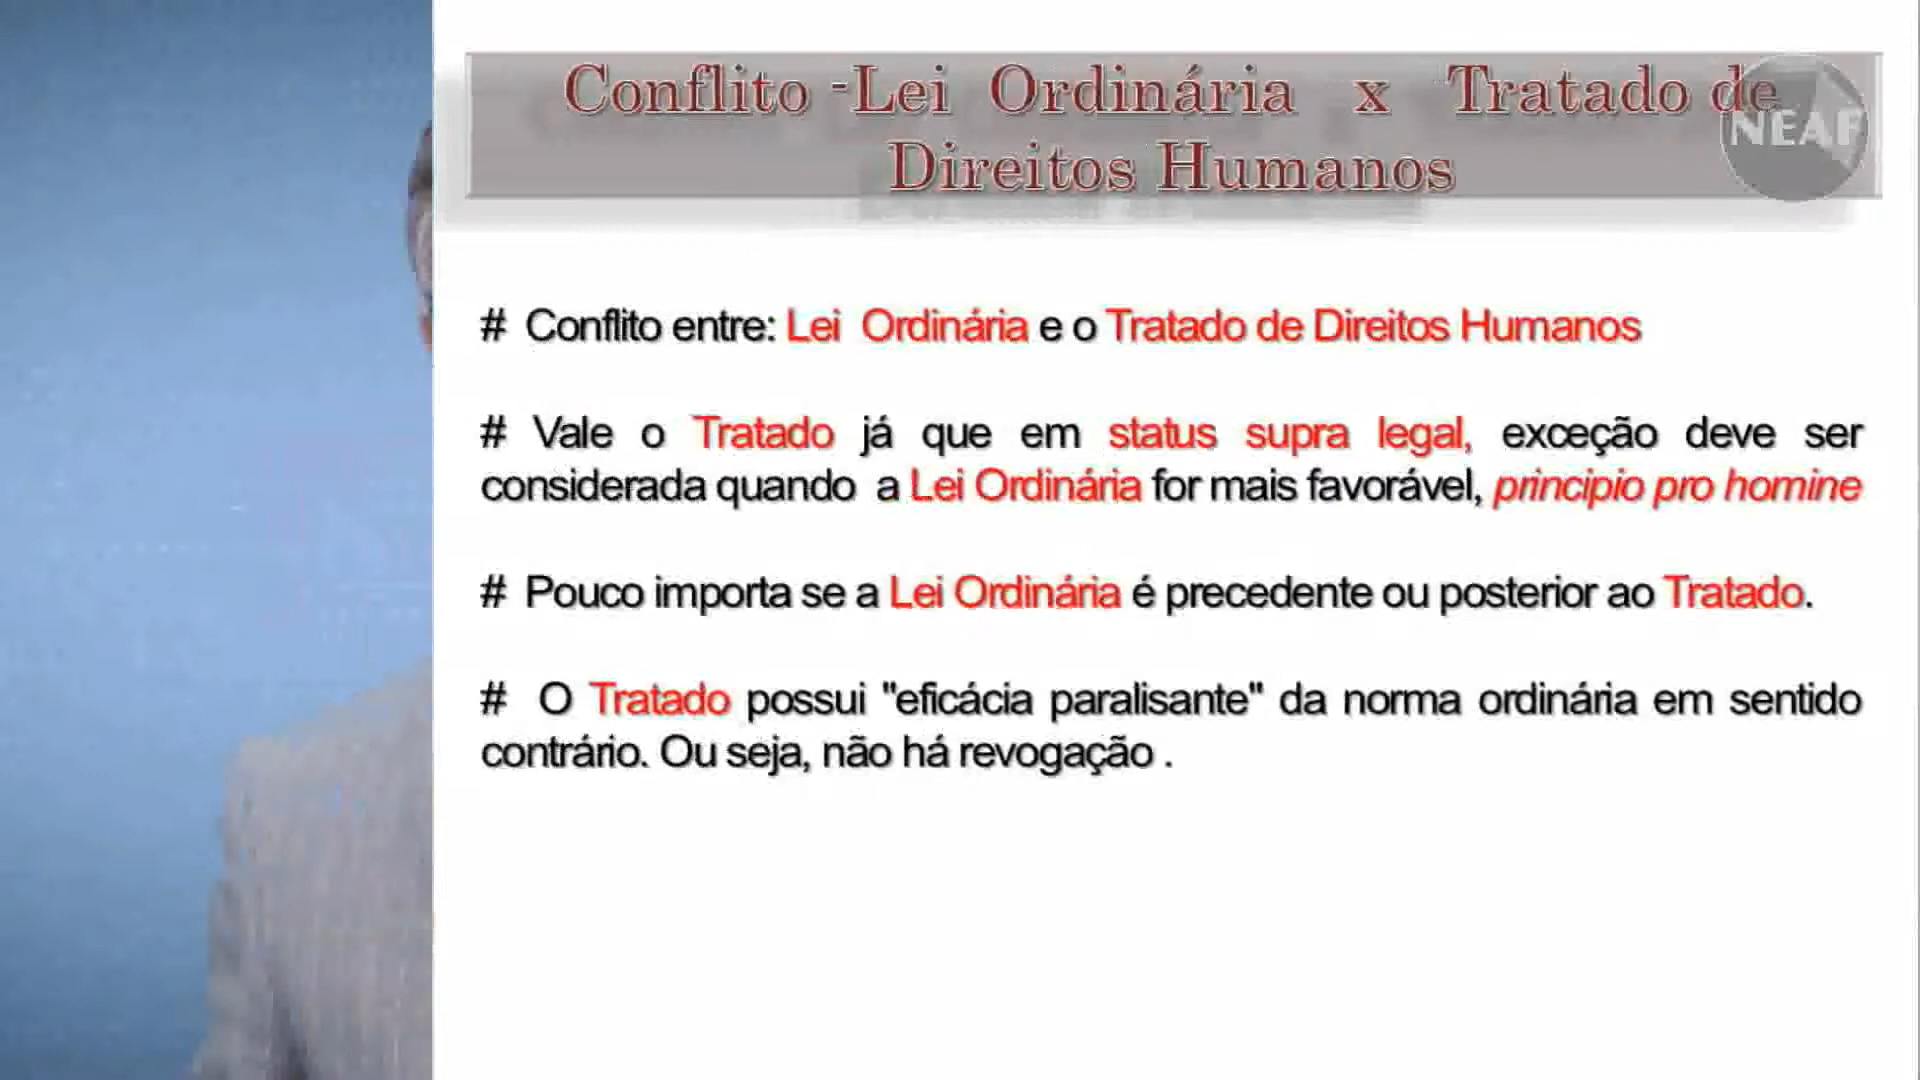 Conflito -Lei Ordinária x Tratado de
Direitos Humanos
NEAF
# Conflito entre: Lei Ordinária e o Tratado de Direitos Humanos
# Vale o Tratado já que em status supra legal, exceção deve ser
considerada quando a Lei Ordinária for mais favorável, principio pro homine
# Pouco importa se a Lei Ordinária é precedente ou posterior ao Tratado.
# O Tratado possui "eficácia paralisante" da norma ordinária em sentido
contrário. Ou seja, não há revogação .